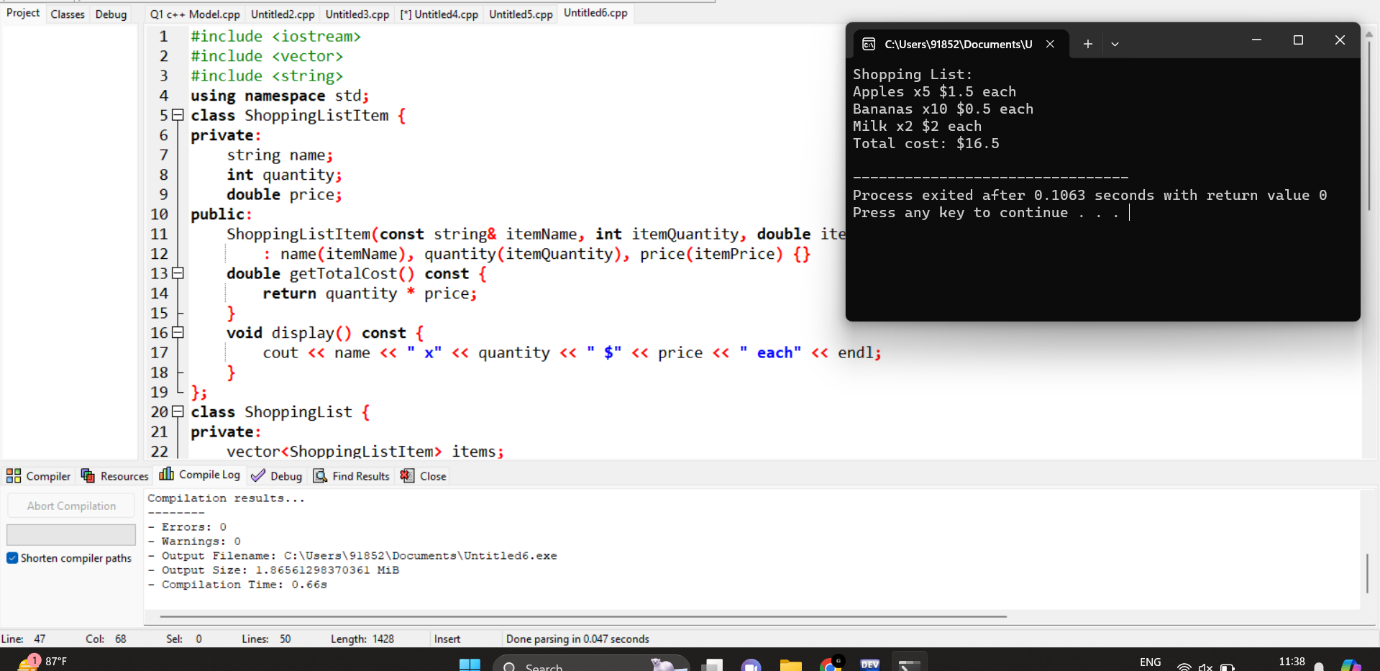 Project Classes Debug
Q1 c++ Model.cpp Untitled2.cpp Untitled3.cpp [*] Untitled4.cpp Untitled5.cpp Untitled6.cpp
1 #include <iostream>
2 #include <vector>
3 #include <string>
4 using namespace std;
5 class ShoppingListItem {
6 private:
7 string name;
8 int quantity;
9 double price;
10 public:
11 ShoppingListItem(const string& itemName, int itemQuantity, double ite
12 : name(itemName), quantity(itemQuantity), price(itemPrice) {}
13 double getTotalCost() const {
14 return quantity * price;
15 }
16 void display() const {
17 cout << name << " x" << quantity << " $" << price << " each" << endl;
18 }
19 };
20 class ShoppingList {
21 private:
22 vector<ShoppingListItem> items;
C:\Users\91852\Documents\U
Shopping List:
Apples x5 $1.5 each
Bananas x10 $0.5 each
Milk x2 $2 each
Total cost: $16.5
--------------------------------
Process exited after 0.1063 seconds with return value 0
Press any key to continue . . .
Compiler Resources Compile Log Debug Find Results Close
Abort Compilation
Shorten compiler paths
Compilation results...
--------
- Errors: 0
- Warnings: 0
- Output Filename: C:\Users\91852\Documents\Untitled6.exe
- Output Size: 1.86561298370361 MiB
- Compilation Time: 0.66s
Line: 47 Col: 68 Sel: 0 Lines: 50 Length: 1428 Insert Done parsing in 0.047 seconds
1 87°F
Search
DEV
ENG
11:38